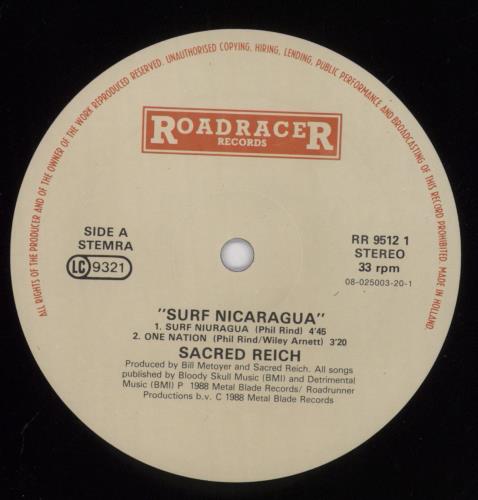 ALL RIGHTS OF THE PRODUCER AND OF THE OWNER OF THE WORK REPRODUCED RESERVED. UNAUTHORISED COPYING, HIRING, LENDING, PUBLIC PERFORMANCE AND BROADCASTING OF THIS RECORD PROHIBITED. MADE IN HOLLAND.
ROADRACER
RECORDS
SIDE A
STEMRA
LC 9321
RR 9512 1
STEREO
33 rpm
08-025003-20-1
"SURF NICARAGUA"
1. SURF NIURAGUA (Phil Rind) 4'45
2. ONE NATION (Phil Rind/Wiley Arnett) 3'20
SACRED REICH
Produced by Bill Metoyer and Sacred Reich. All songs
published by Bloody Skull Music (BMI) and Detrimental
Music (BMI) P 1988 Metal Blade Records/ Roadrunner
Productions b.v. C 1988 Metal Blade Records